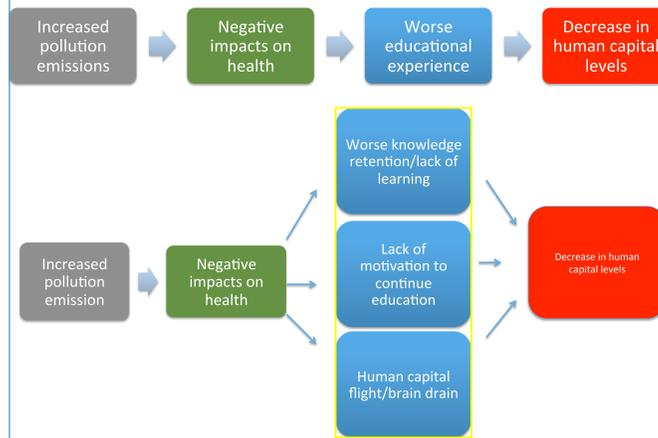 Increased
pollution
emissions
Negative
impacts on
health
Worse
educational
experience
Decrease in
human capital
levels
Increased
pollution
emission
Negative
impacts on
health
Worse knowledge
retention/lack of
learning
Lack of
motivation to
continue
education
Human capital
flight/brain drain
Decrease in human
capital levels